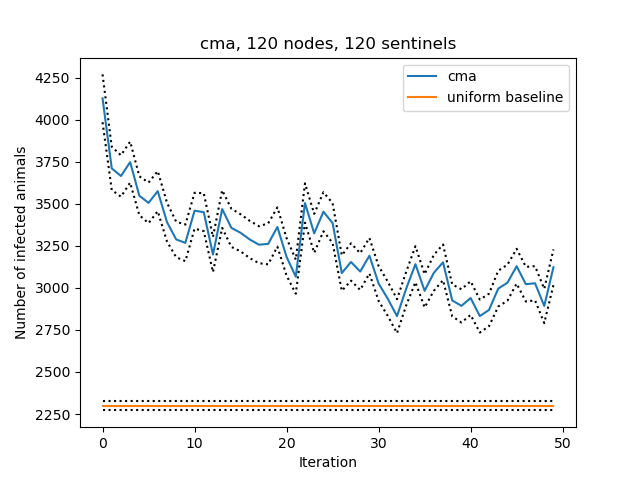 cma, 120 nodes, 120 sentinels
cma
uniform baseline
Number of infected animals
4250
4000
3750
3500
3250
3000
2750
2500
2250
0 10 20 30 40 50
Iteration